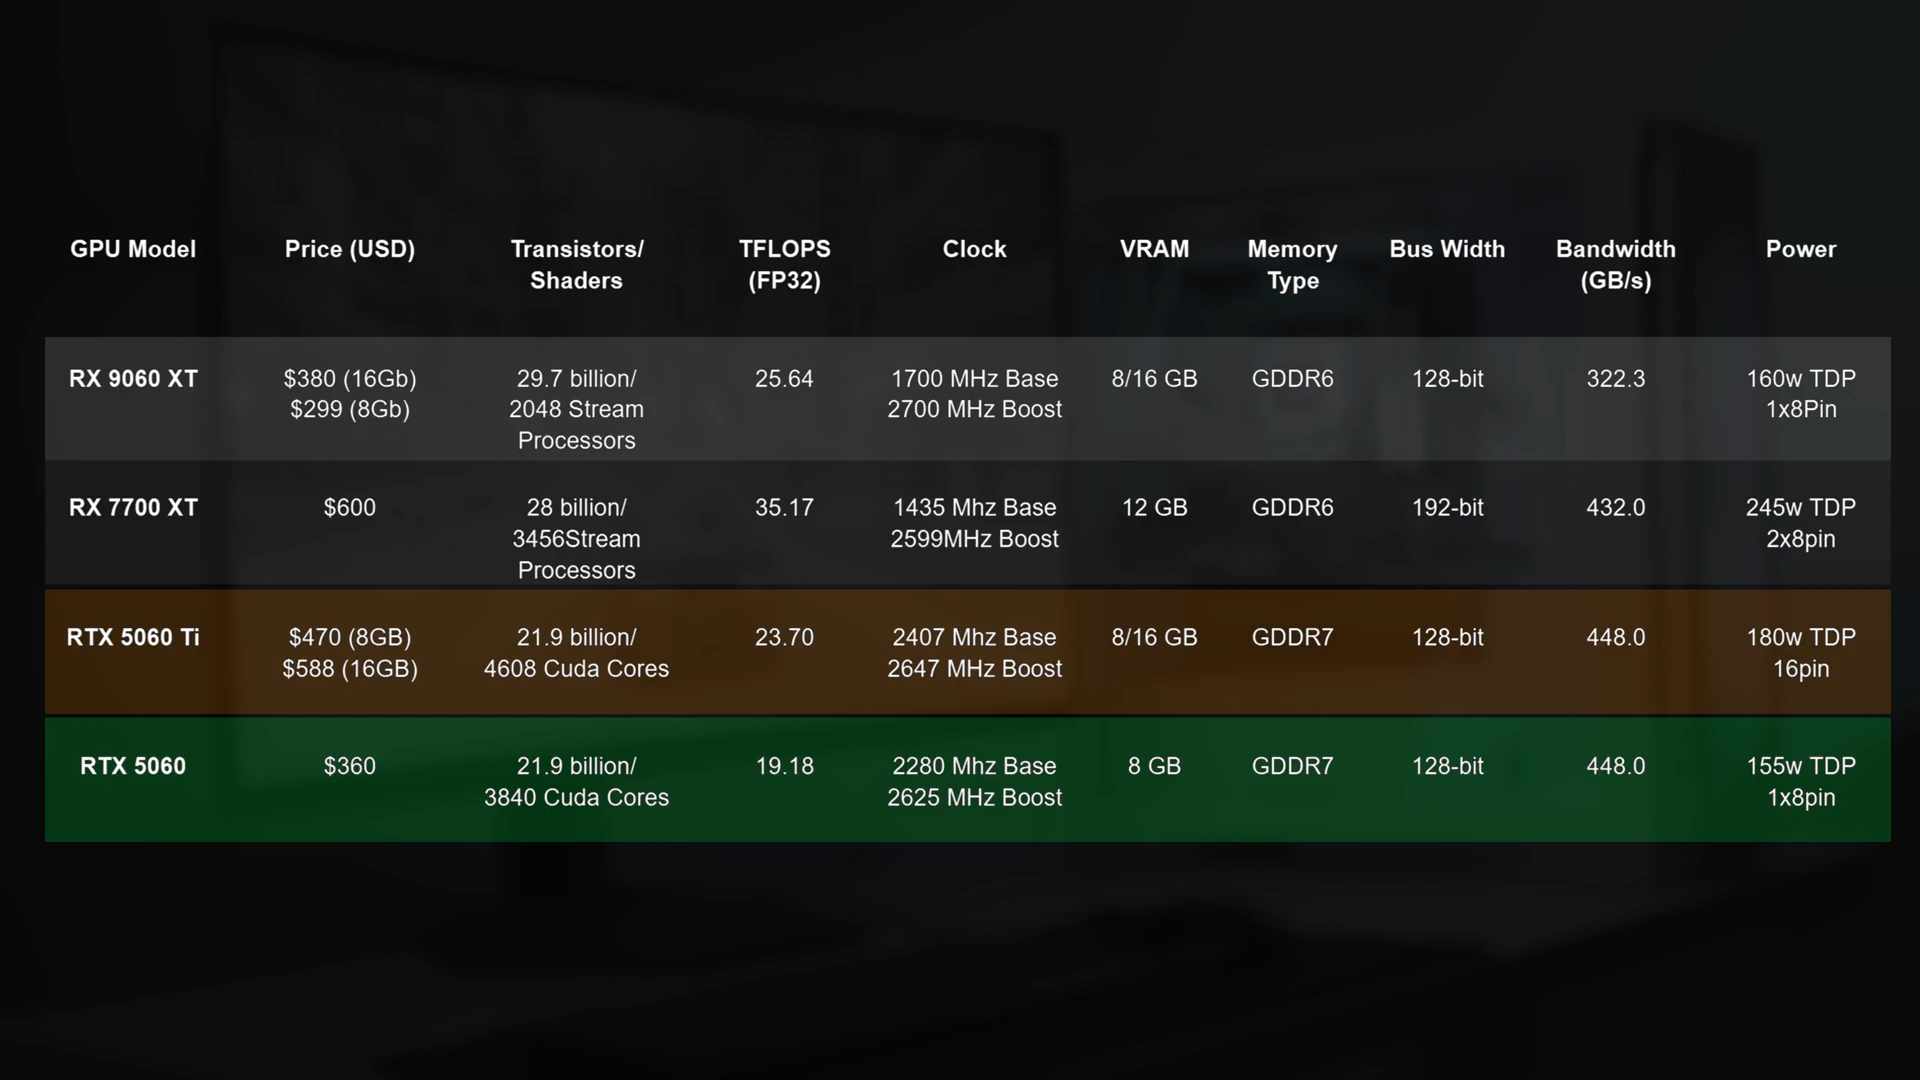 GPU Model Price (USD) Transistors/ TFLOPS Clock VRAM Memory Bus Width Bandwidth Power
Shaders (FP32) Type (GB/s)
RX 9060 XT $380 (16Gb) 29.7 billion/ 25.64 1700 MHz Base 8/16 GB GDDR6 128-bit 322.3 160w TDP
$299 (8Gb) 2048 Stream 2700 MHz Boost 1x8Pin
Processors
RX 7700 XT $600 28 billion/ 35.17 1435 Mhz Base 12 GB GDDR6 192-bit 432.0 245w TDP
3456Stream 2599MHz Boost 2x8pin
Processors
RTX 5060 Ti $470 (8GB) 21.9 billion/ 23.70 2407 Mhz Base 8/16 GB GDDR7 128-bit 448.0 180w TDP
$588 (16GB) 4608 Cuda Cores 2647 MHz Boost 16pin
RTX 5060 $360 21.9 billion/ 19.18 2280 Mhz Base 8 GB GDDR7 128-bit 448.0 155w TDP
3840 Cuda Cores 2625 MHz Boost 1x8pin